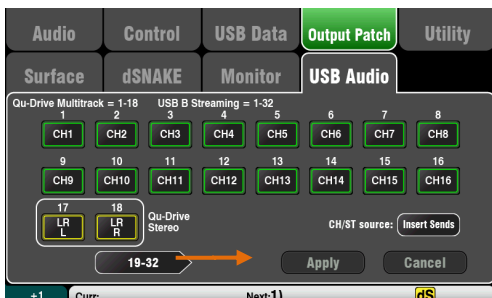 Audio Control USB Data Output Patch Utility
Surface dSNAKE Monitor USB Audio
Qu-Drive Multitrack = 1-18 USB B Streaming = 1-32
1 2 3 4 5 6 7 8
CH1 CH2 CH3 CH4 CH5 CH6 CH7 CH8
9 10 11 12 13 14 15 16
CH9 CH10 CH11 CH12 CH13 CH14 CH15 CH16
17 18
LR LR Qu-Drive
L R Stereo
CH/ST source: Insert Sends
19-32 Apply Cancel
+1 Curr: Next:1) dS